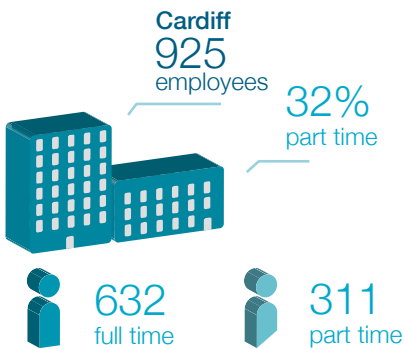 Cardiff
925
employees
32%
part time
632
full time
311
part time